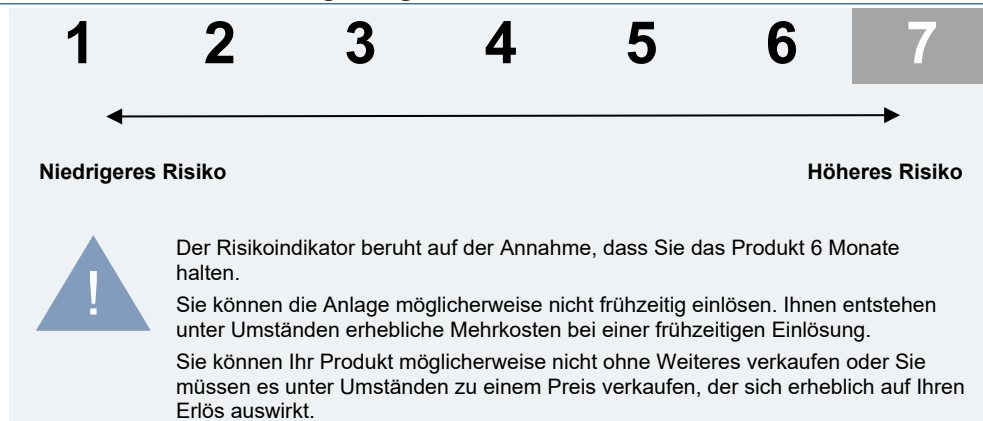 1 2 3 4 5 6 7
Niedrigeres Risiko Höheres Risiko
!
Der Risikoindikator beruht auf der Annahme, dass Sie das Produkt 6 Monate
halten.
Sie können die Anlage möglicherweise nicht frühzeitig einlösen. Ihnen entstehen
unter Umständen erhebliche Mehrkosten bei einer frühzeitigen Einlösung.
Sie können Ihr Produkt möglicherweise nicht ohne Weiteres verkaufen oder Sie
müssen es unter Umständen zu einem Preis verkaufen, der sich erheblich auf Ihren
Erlös auswirkt.